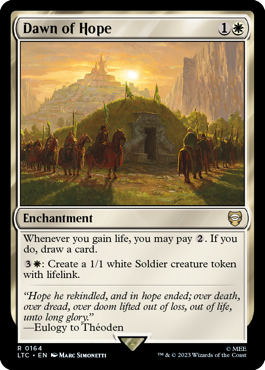 Dawn of Hope 1
Enchantment
Whenever you gain life, you may pay 2. If you
do, draw a card.
3: Create a 1/1 white Soldier creature token
with lifelink.
“Hope he rekindled, and in hope ended; over death,
over dread, over doom lifted out of loss, out of life,
unto long glory.”
—Eulogy to Théoden
R 0164 © MEE
LTC • EN Marc Simonetti ™ & © 2023 Wizards of the Coast